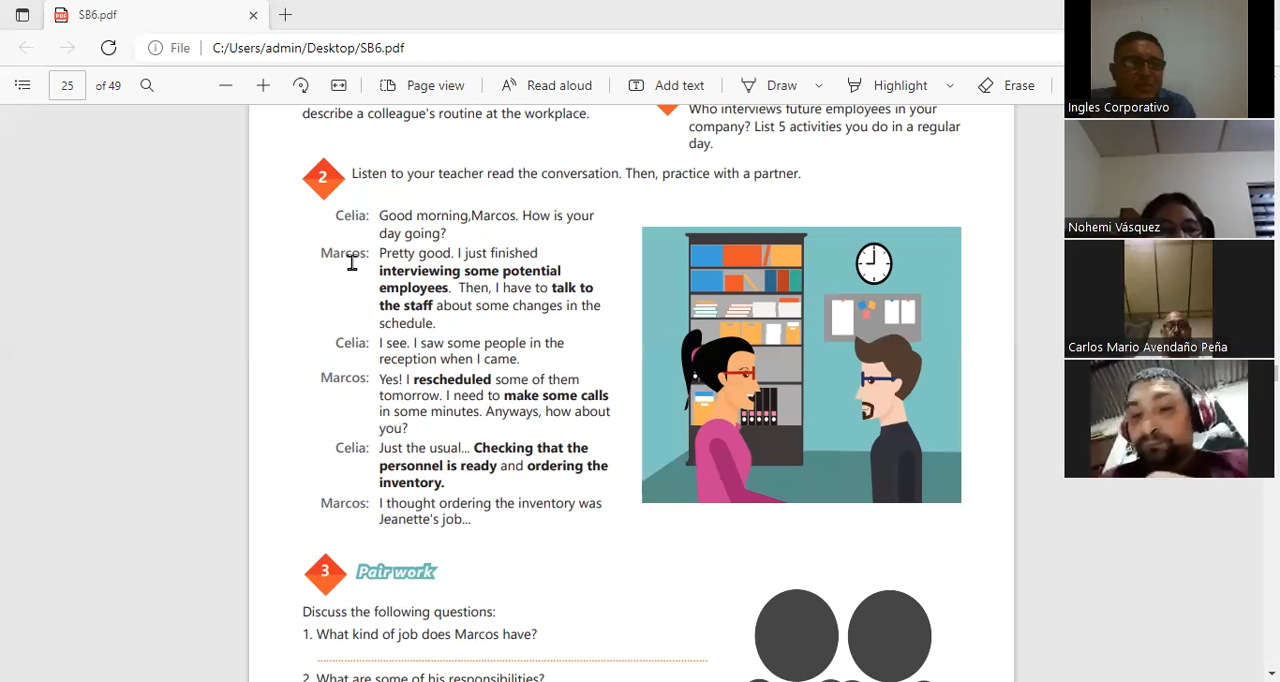 SB6.pdf
File
C:/Users/admin/Desktop/SB6.pdf
25
of 49
Page view
Read aloud
Add text
Draw
Highlight
Erase
describe a colleague's routine at the workplace.
Who interviews future employees in your
company? List 5 activities you do in a regular
day.
2
Listen to your teacher read the conversation. Then, practice with a partner.
Celia: Good morning,Marcos. How is your
day going?
Marcos: Pretty good. I just finished
interviewing some potential
employees. Then, I have to talk to
the staff about some changes in the
schedule.
Celia: I see. I saw some people in the
reception when I came.
Marcos: Yes! I rescheduled some of them
tomorrow. I need to make some calls
in some minutes. Anyways, how about
you?
Celia: Just the usual... Checking that the
personnel is ready and ordering the
inventory.
Marcos: I thought ordering the inventory was
Jeanette's job...
3
Pair work
Discuss the following questions:
1. What kind of job does Marcos have?
2. What are some of his responsibilities?
Ingles Corporativo
Nohemi Vásquez
Carlos Mario Avendaño Peña